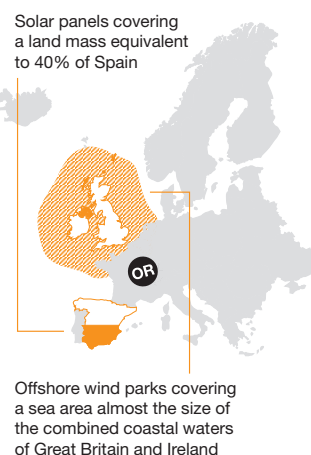 Solar panels covering
a land mass equivalent
to 40% of Spain
OR
Offshore wind parks covering
a sea area almost the size of
the combined coastal waters
of Great Britain and Ireland